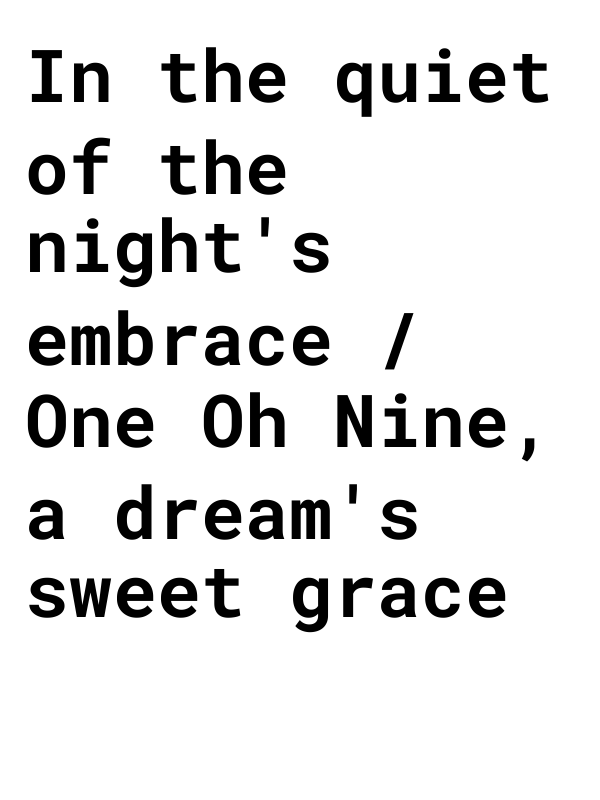 In the quiet
of the
night's
embrace /
One Oh Nine,
a dream's
sweet grace